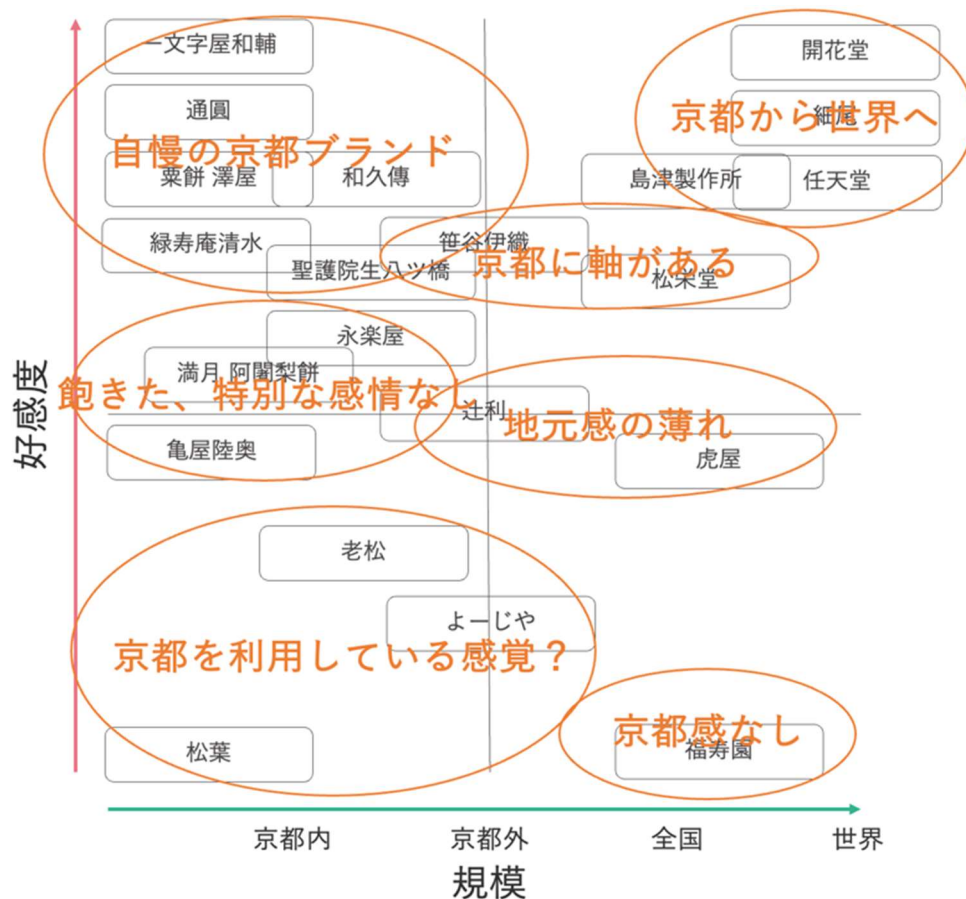 一文字屋和輔
開花堂
通圓
細尾
京都から世界へ
自慢の京都ブランド
粟餅 澤屋
和久傳
島津製作所
任天堂
緑寿庵清水
笹谷伊織
聖護院生八ツ橋
京都に軸がある
松栄堂
永楽屋
満月 阿闍梨餅
飽きた、特別な感情なし
辻利
地元感の薄れ
亀屋陸奥
虎屋
好感度
老松
よーじや
京都を利用している感覚？
京都感なし
松葉
福寿園
京都内
京都外
全国
世界
規模